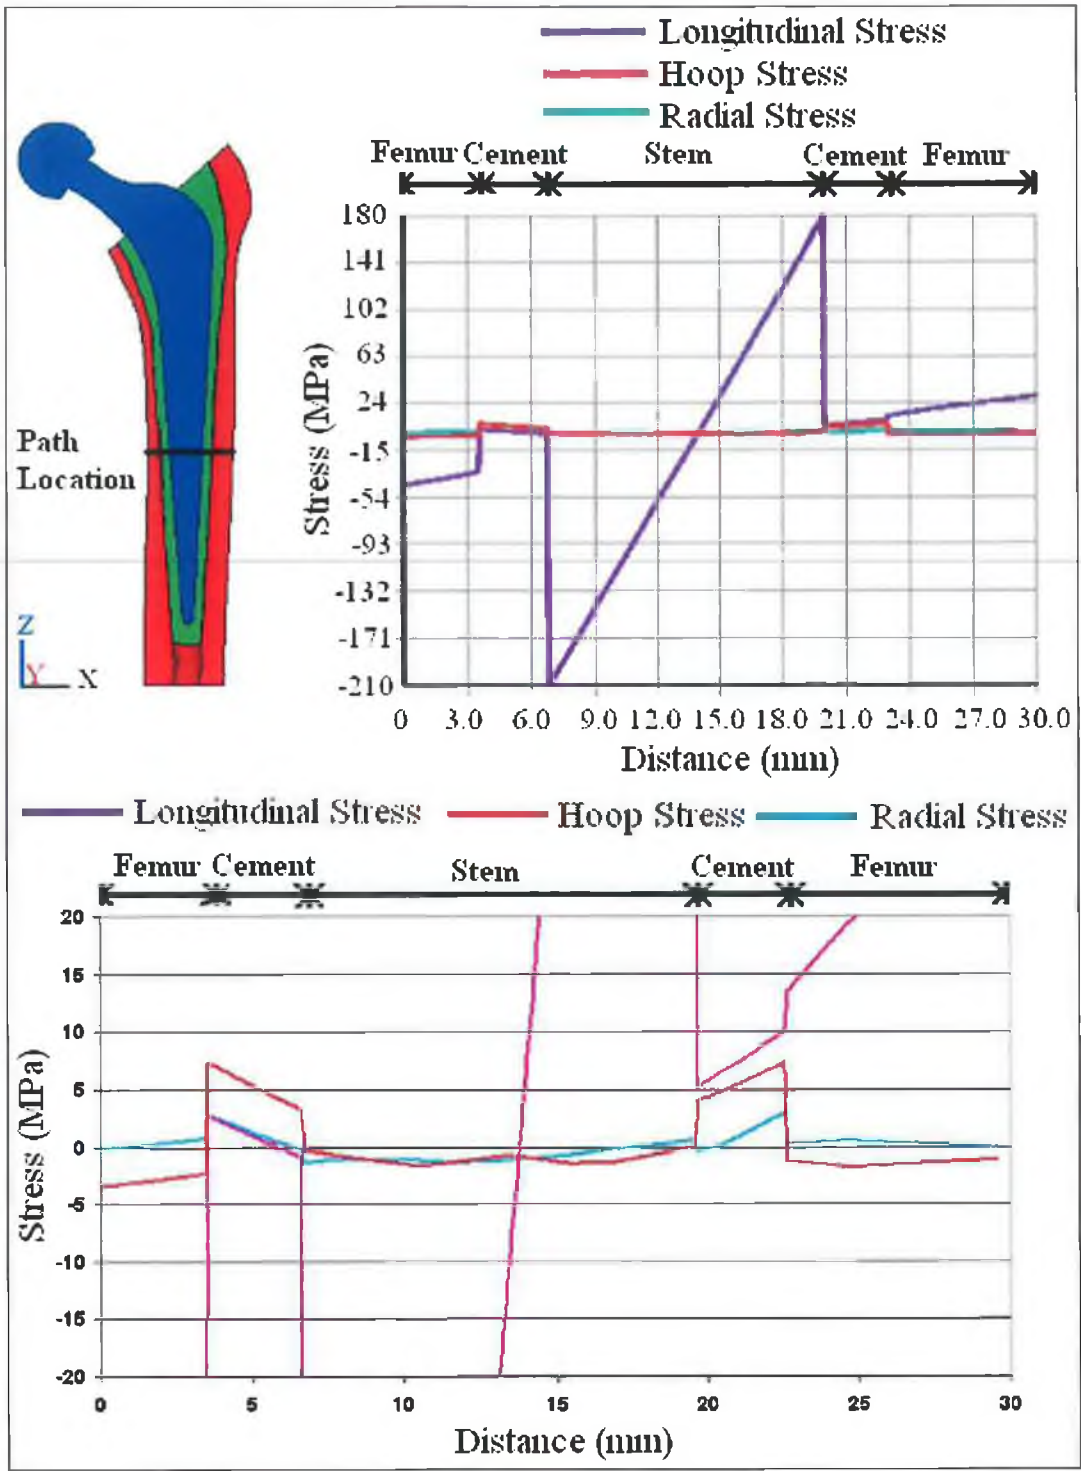 Longitudinal Stress
Hoop Stress
Radial Stress
Femur Cement Stem Cement Femur
180
141
102
63
24
-15
-54
-93
-132
-171
-210
Stress (MPa)
0 3.0 6.0 9.0 12.0 15.0 18.0 21.0 24.0 27.0 30.0
Distance (mm)
Path
Location
Z
Y X
Longitudinal Stress Hoop Stress Radial Stress
Femur Cement Stem Cement Femur
20
15
10
5
0
-5
-10
-15
-20
Stress (MPa)
0 5 10 15 20 25 30
Distance (mm)